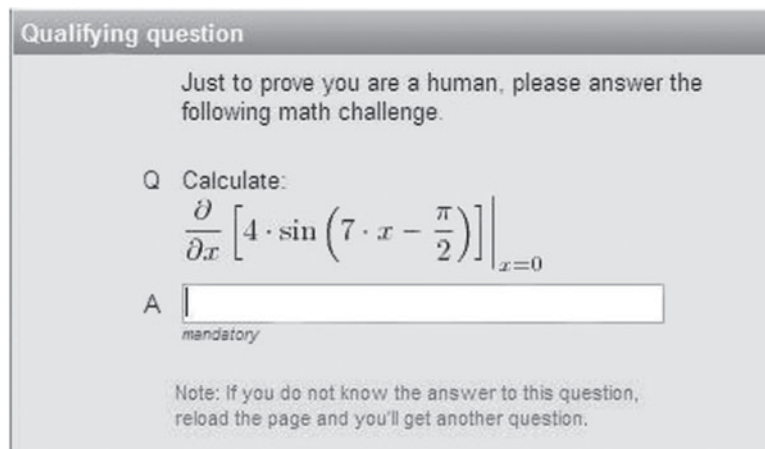 Qualifying question
Just to prove you are a human, please answer the
following math challenge.
Q Calculate:
∂/∂x [4 · sin (7 · x − π/2)]|x=0
A
mandatory
Note: If you do not know the answer to this question,
reload the page and you'll get another question.